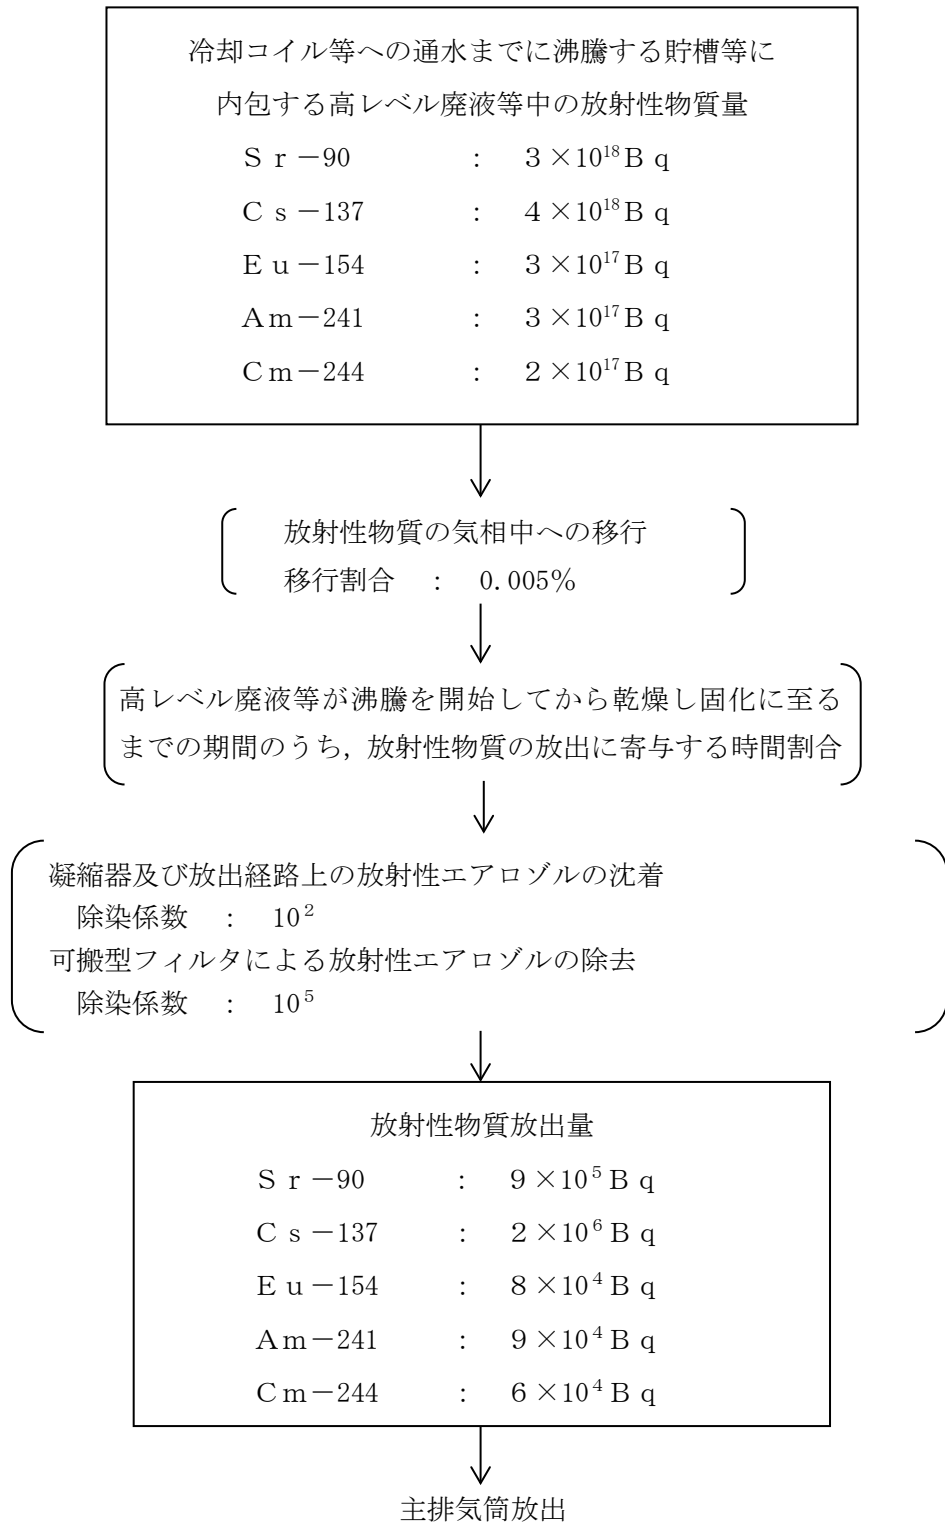 冷却コイル等への通水までに沸騰する貯槽等に
内包する高レベル廃液等中の放射性物質量
Ｓｒ－90 : 3×10¹⁸Ｂｑ
Ｃｓ－137 : 4×10¹⁸Ｂｑ
Ｅｕ－154 : 3×10¹⁷Ｂｑ
Ａｍ－241 : 3×10¹⁷Ｂｑ
Ｃｍ－244 : 2×10¹⁷Ｂｑ
放射性物質の気相中への移行
移行割合 : 0.005％
高レベル廃液等が沸騰を開始してから乾燥し固化に至る
までの期間のうち，放射性物質の放出に寄与する時間割合
凝縮器及び放出経路上の放射性エアロゾルの沈着
除染係数 : 10²
可搬型フィルタによる放射性エアロゾルの除去
除染係数 : 10⁵
放射性物質放出量
Ｓｒ－90 : 9×10⁵Ｂｑ
Ｃｓ－137 : 2×10⁶Ｂｑ
Ｅｕ－154 : 8×10⁴Ｂｑ
Ａｍ－241 : 9×10⁴Ｂｑ
Ｃｍ－244 : 6×10⁴Ｂｑ
主排気筒放出